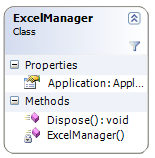 ExcelManager
Class
Properties
Application : Appl...
Methods
Dispose() : void
ExcelManager()